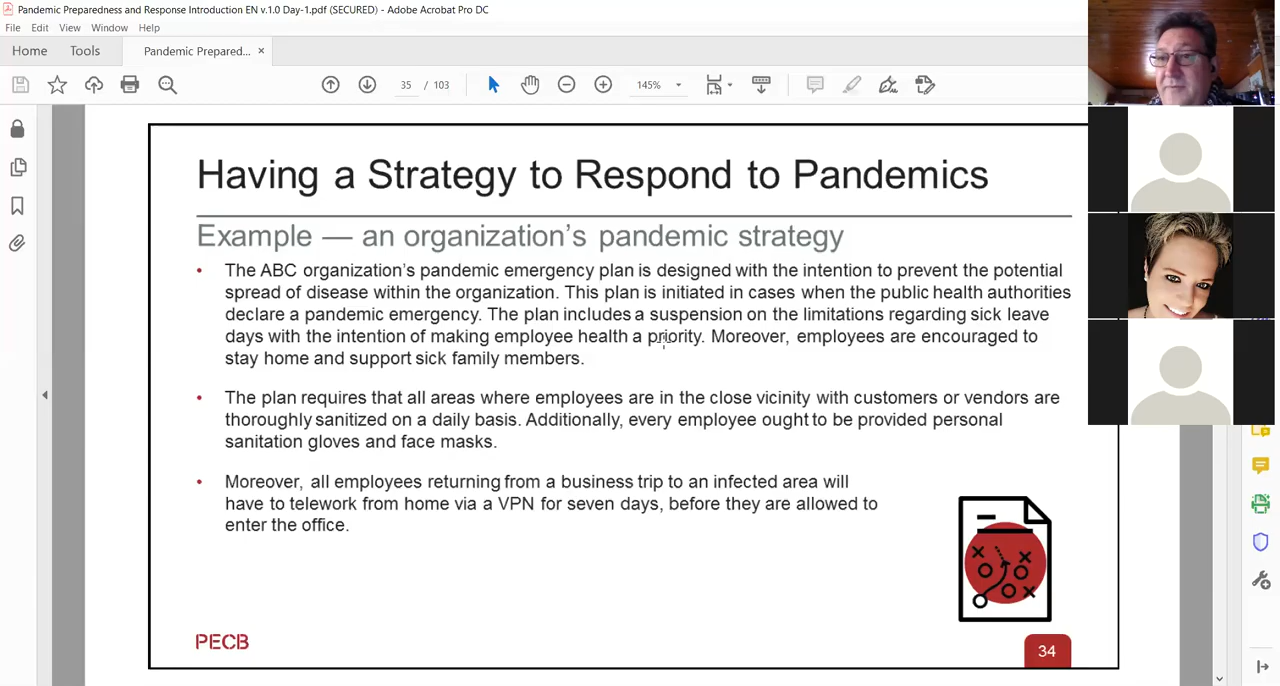 Pandemic Preparedness and Response Introduction EN v.1.0 Day-1.pdf (SECURED) - Adobe Acrobat Pro DC
File Edit View Window Help
Home Tools Pandemic Prepared... ×
35 / 103 145%
Having a Strategy to Respond to Pandemics
Example — an organization's pandemic strategy
• The ABC organization's pandemic emergency plan is designed with the intention to prevent the potential
spread of disease within the organization. This plan is initiated in cases when the public health authorities
declare a pandemic emergency. The plan includes a suspension on the limitations regarding sick leave
days with the intention of making employee health a priority. Moreover, employees are encouraged to
stay home and support sick family members.
• The plan requires that all areas where employees are in the close vicinity with customers or vendors are
thoroughly sanitized on a daily basis. Additionally, every employee ought to be provided personal
sanitation gloves and face masks.
• Moreover, all employees returning from a business trip to an infected area will
have to telework from home via a VPN for seven days, before they are allowed to
enter the office.
PECB
34